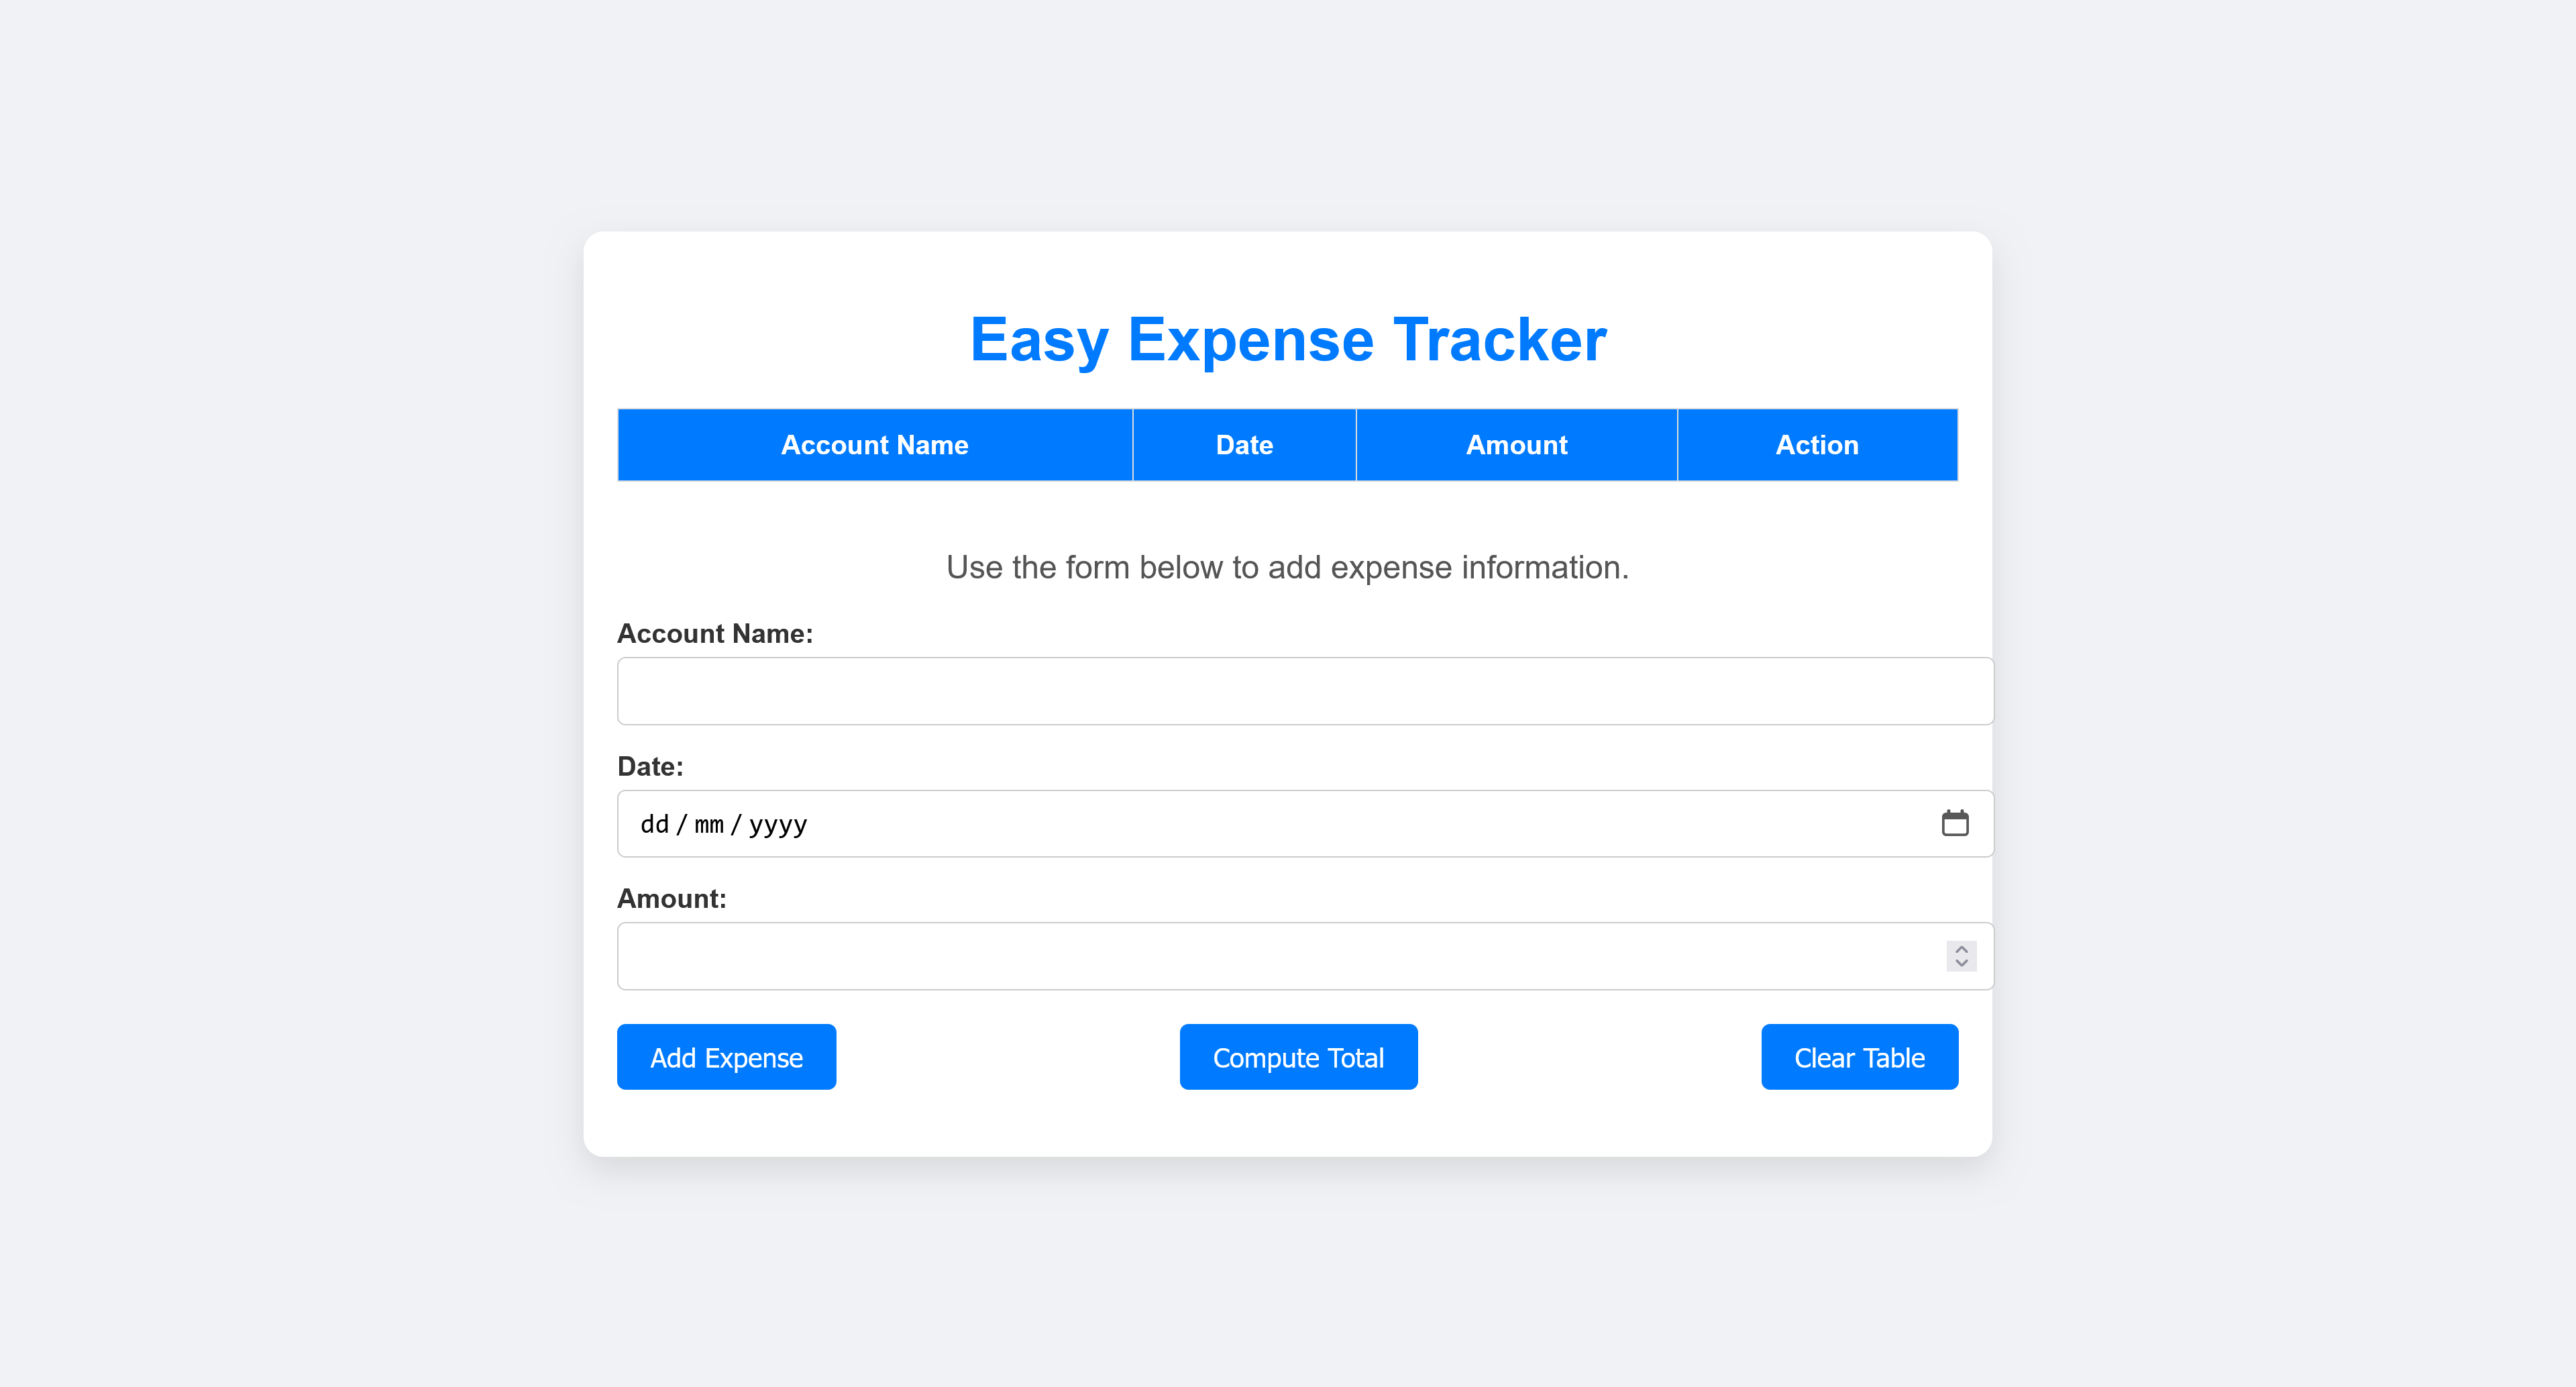 Easy Expense Tracker
Account Name Date Amount Action
Use the form below to add expense information.
Account Name:
Date:
dd / mm / yyyy
Amount:
Add Expense Compute Total Clear Table